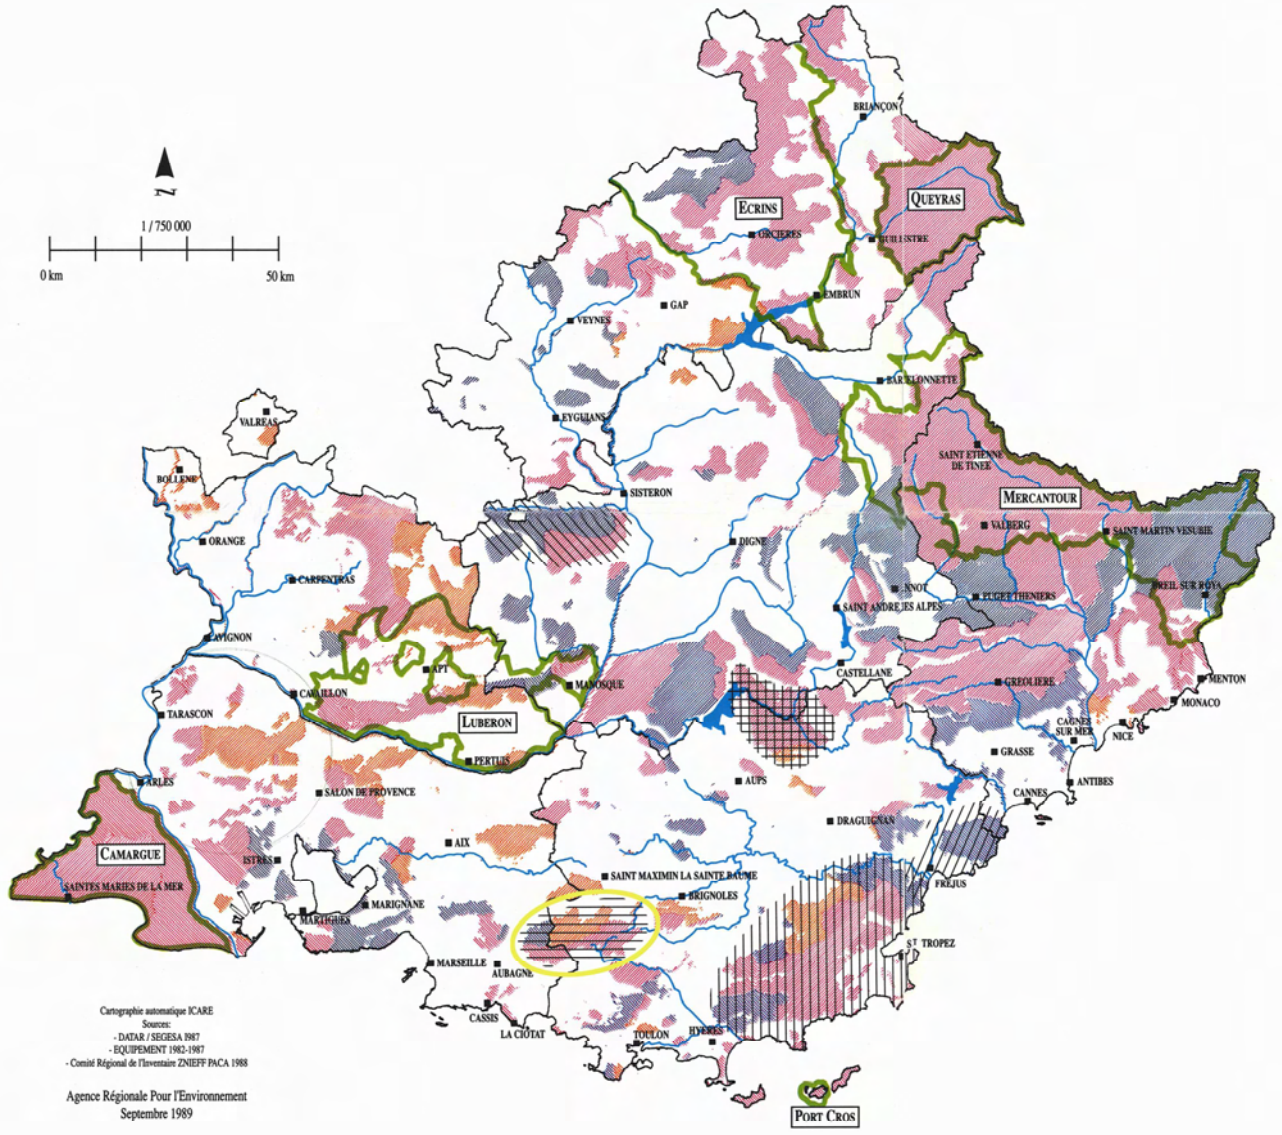 BRIANÇON
QUEYRAS
ECRINS
ORCIERES
GUILLESTRE
1 / 750 000
0 km
50 km
EMBRUN
GAP
VEYNES
BARCELONNETTE
VALREAS
EYGUIANS
SAINT ETIENNE
DE TINEE
BOLLENE
SISTERON
MERCANTOUR
VALBERG
SAINT MARTIN VESUBIE
ORANGE
DIGNE
CARPENTRAS
NNOT
PUGET THENIERS
BREIL SUR ROYA
SAINT ANDRE LES ALPES
AVIGNON
APT
CASTELLANE
MANOSQUE
GREOLIERE
MENTON
CAVAILLON
MONACO
TARASCON
LUBERON
CAGNES
SUR MER
NICE
GRASSE
PERTUIS
ARLES
AUPS
ANTIBES
SALON DE PROVENCE
CANNES
DRAGUIGNAN
AIX
CAMARGUE
ISTRES
SAINT MAXIMIN LA SAINTE BAUME
FREJUS
SAINTES MARIES DE LA MER
BRIGNOLES
MARIGNANE
MARTIGUES
ST TROPEZ
MARSEILLE
AUBAGNE
CASSIS
LA CIOTAT
TOULON
HYERES
Cartographie automatique ICARE
Sources:
- DATAR / SEGESA 1987
- EQUIPEMENT 1982-1987
- Comité Régional de l'Inventaire ZNIEFF PACA 1988
Agence Régionale Pour l'Environnement
Septembre 1989
PORT CROS